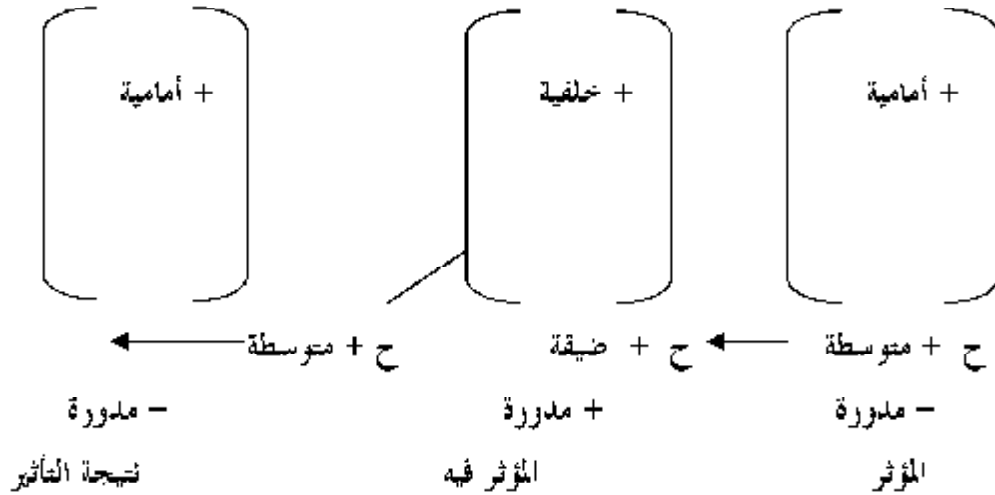 + أمامية + خلفية + أمامية
ح + متوسطة ح + ضيقة ح + متوسطة
– مدورة + مدورة – مدورة
المؤثر المؤثر فيه نتيجة التأثير